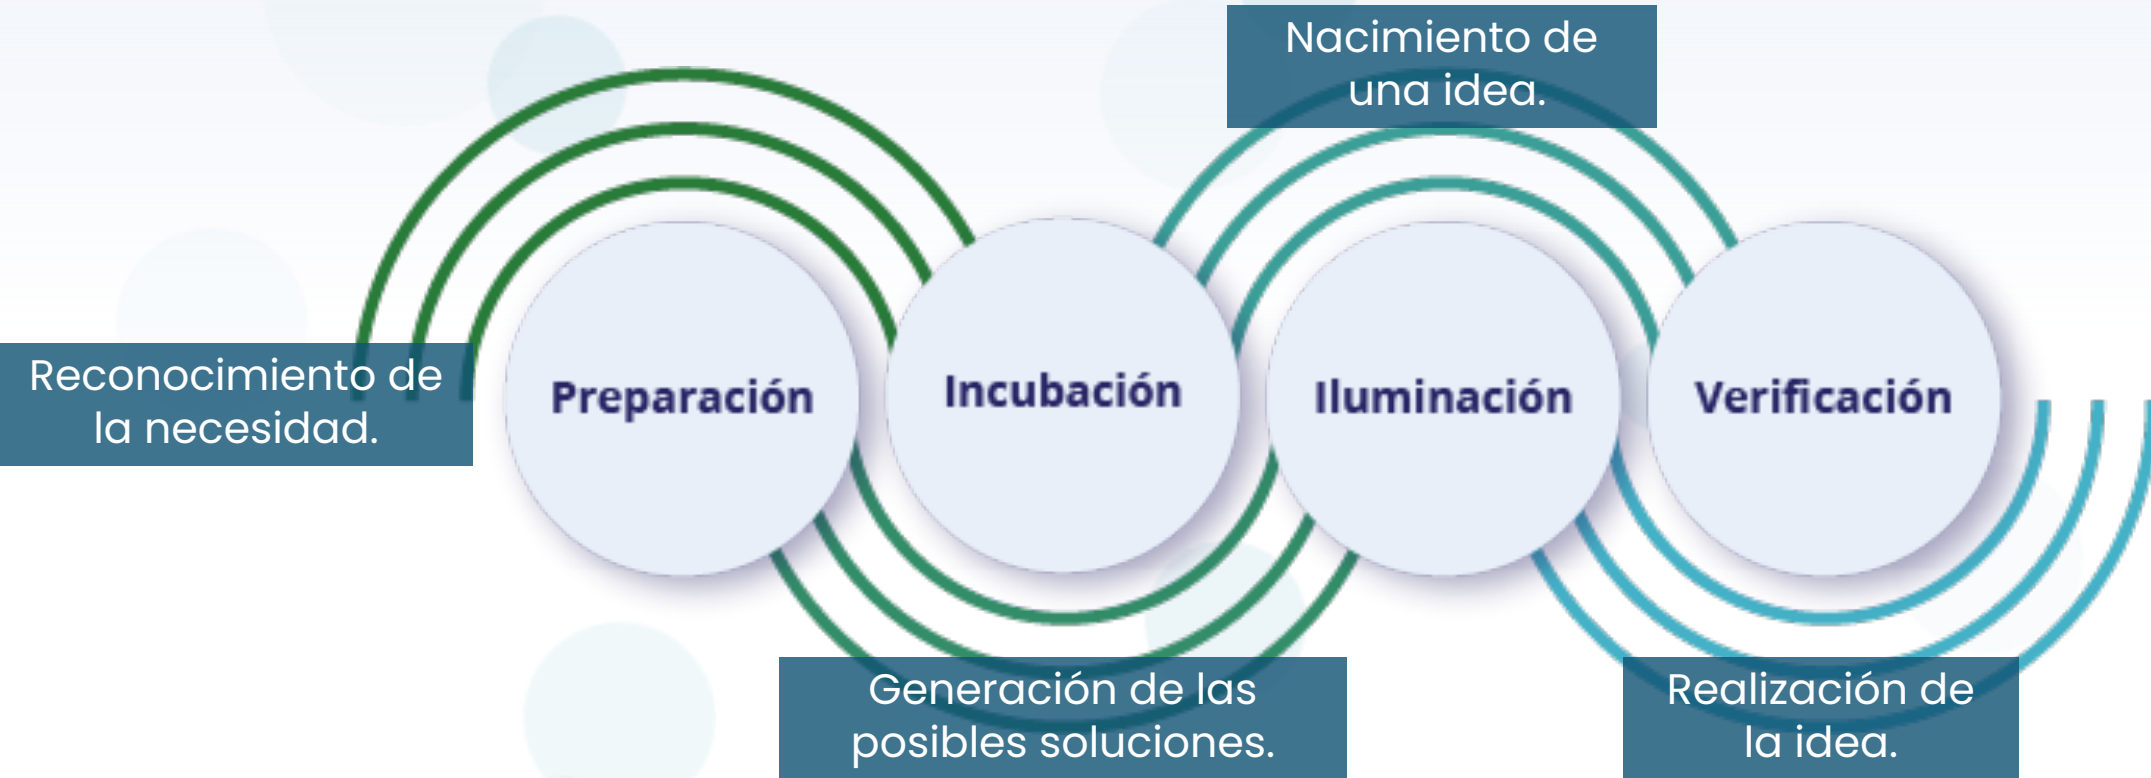 Nacimiento de
una idea.
Reconocimiento de
la necesidad.
Preparación
Incubación
Iluminación
Verificación
Generación de las
posibles soluciones.
Realización de
la idea.